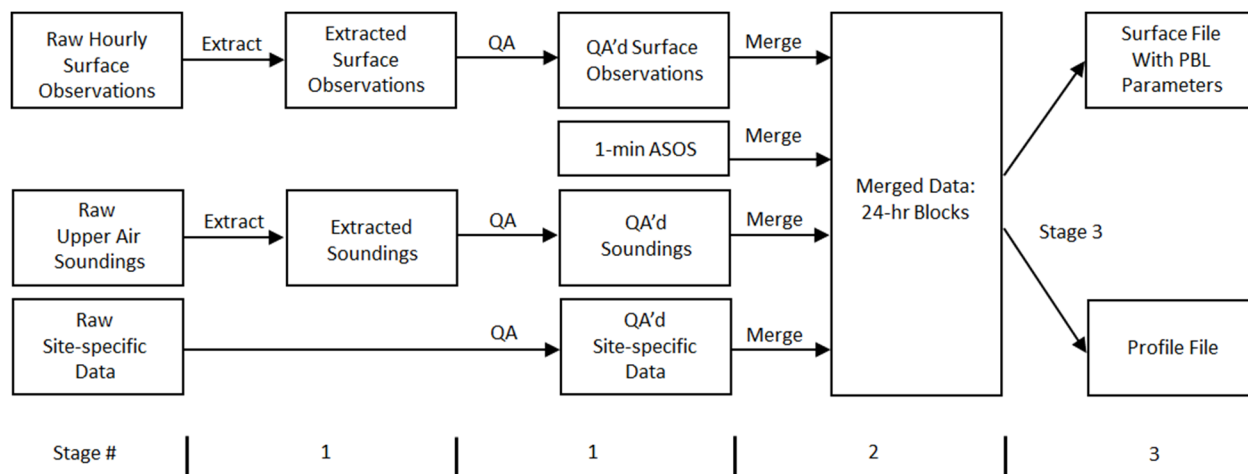 Raw Hourly
Surface
Observations
Extract
Extracted
Surface
Observations
QA
QA'd Surface
Observations
Merge
Surface File
With PBL
Parameters
1-min ASOS
Merge
Merged Data:
24-hr Blocks
Raw
Upper Air
Soundings
Extract
Extracted
Soundings
QA
QA'd
Soundings
Merge
Stage 3
Raw
Site-specific
Data
QA
QA'd
Site-specific
Data
Merge
Profile File
Stage # | 1 | 1 | 2 | 3